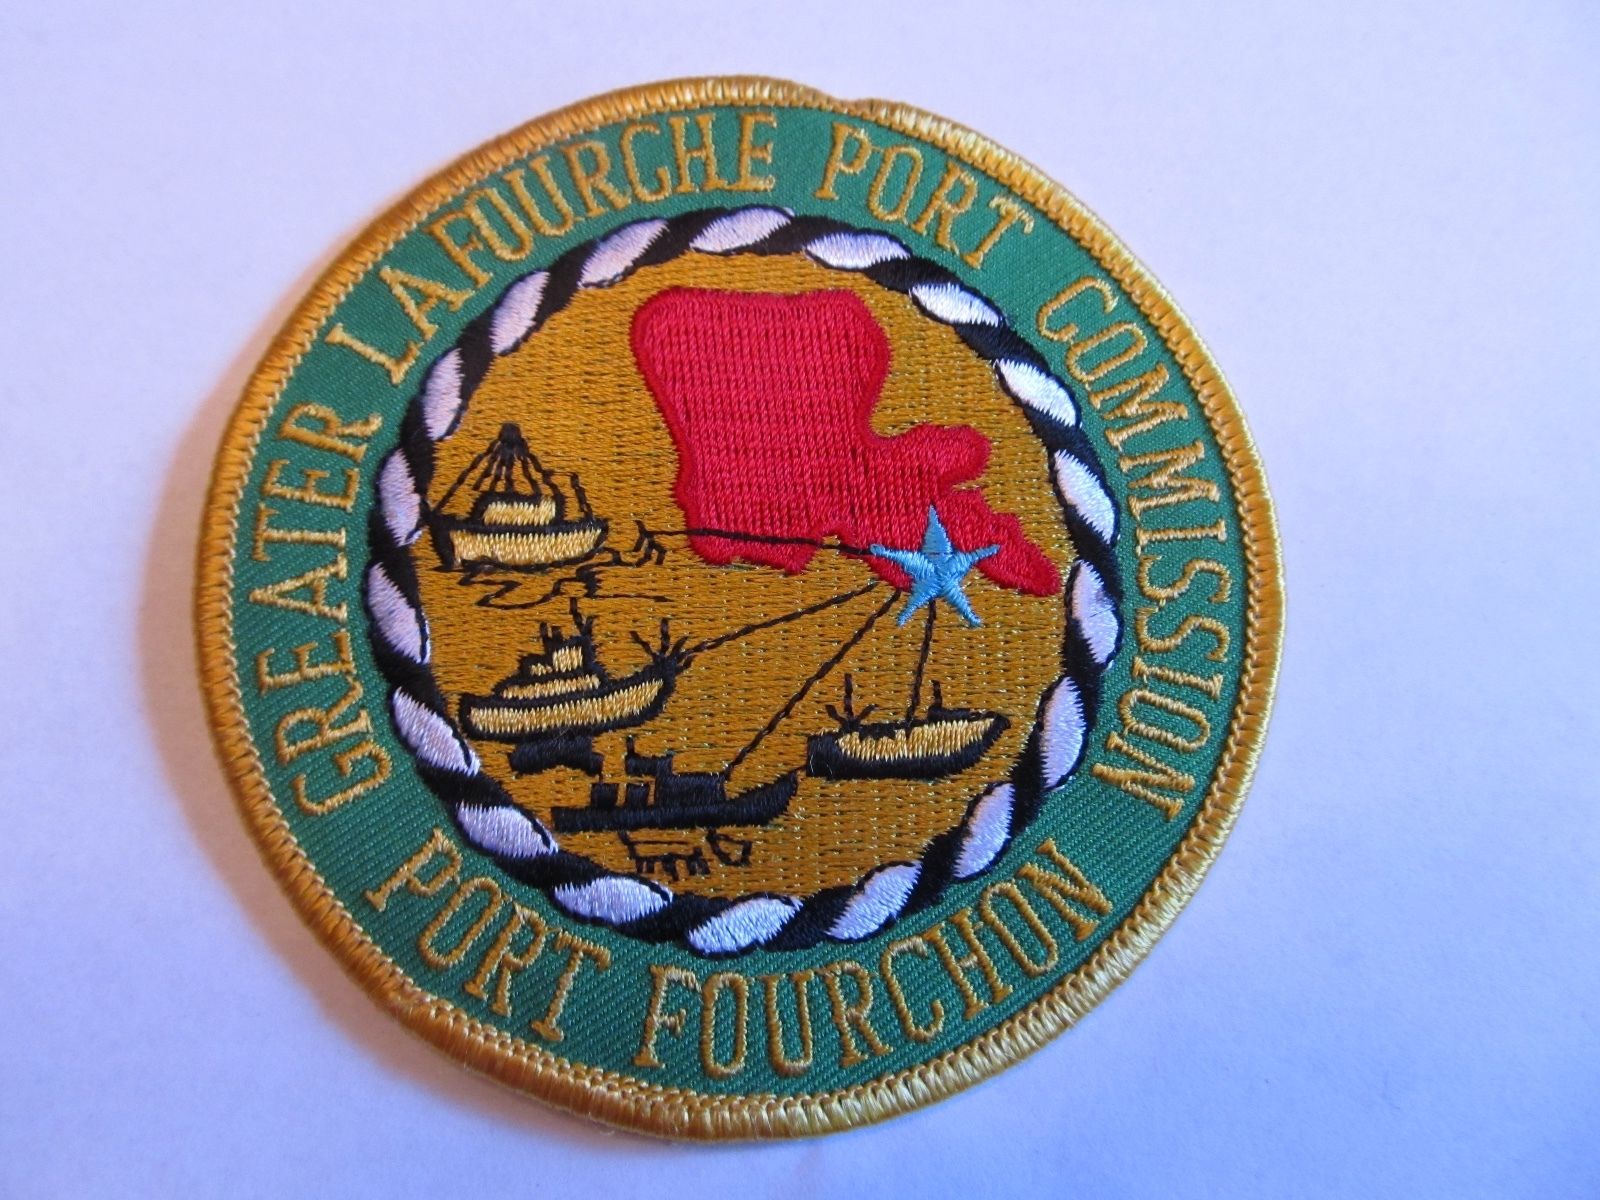 GREATER LAFOURCHE PORT COMMISSION
PORT FOURCHON